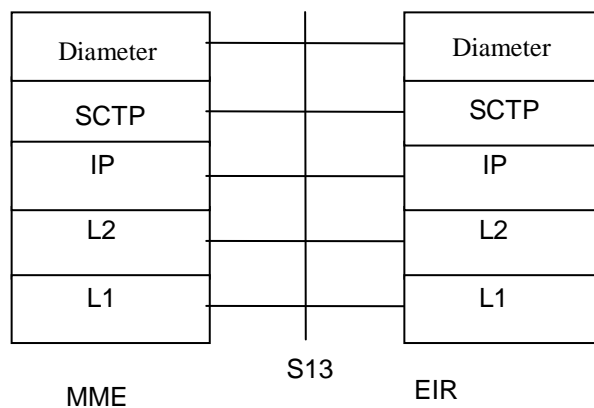 Diameter Diameter
SCTP SCTP
IP IP
L2 L2
L1 L1
S13
MME EIR